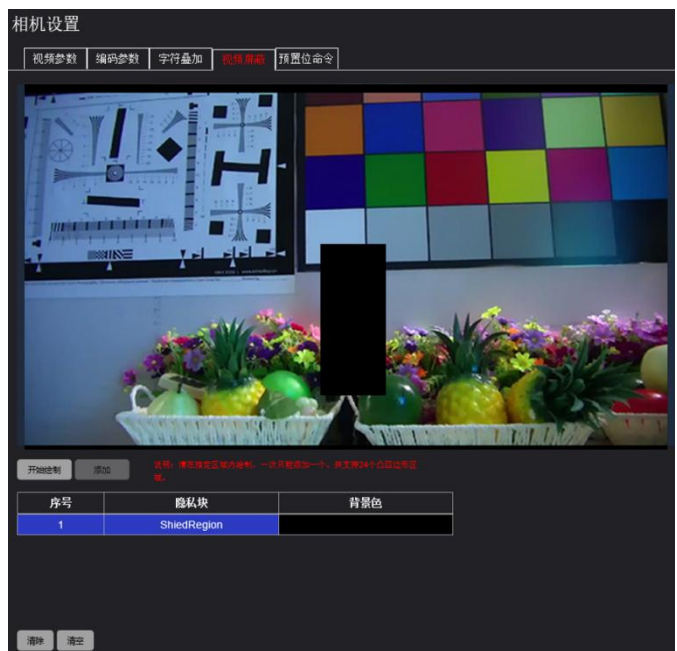 相机设置
视频参数 编码参数 字符叠加 视频屏蔽 预置位命令
开始绘制 添加 说明:请在指定区域内绘制，一次只能添加一个、共支持24个凸四边形区域。
序号 隐私块 背景色
1 ShiedRegion
清除 清空